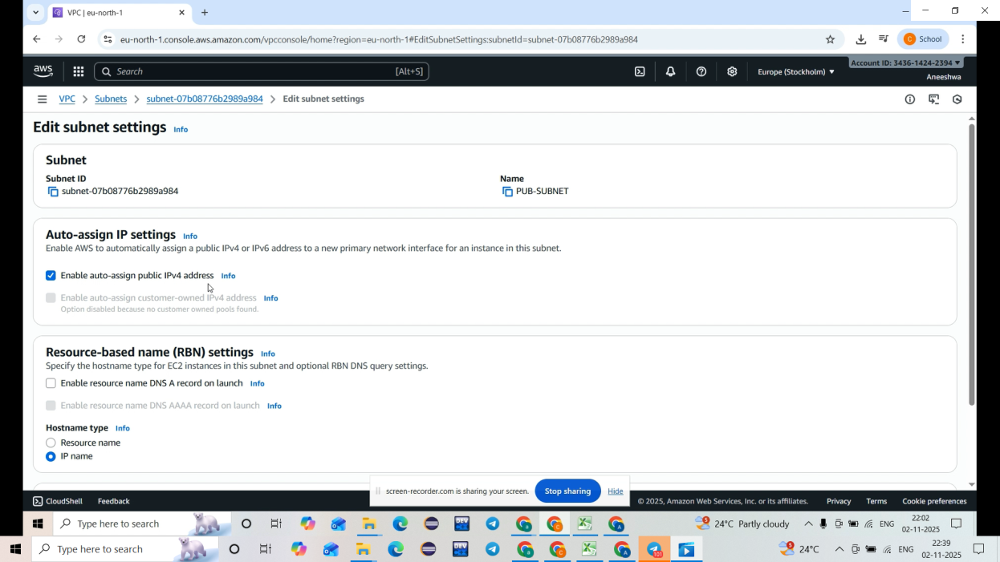 VPC | eu-north-1
eu-north-1.console.aws.amazon.com/vpcconsole/home?region=eu-north-1#EditSubnetSettings:subnetId=subnet-07b08776b2989a984
C School
aws
Search [Alt+S]
Europe (Stockholm) ▼
Account ID: 3436-1424-2394 ▼
Aneeshwa
VPC > Subnets > subnet-07b08776b2989a984 > Edit subnet settings
Edit subnet settings Info
Subnet
Subnet ID
subnet-07b08776b2989a984
Name
PUB-SUBNET
Auto-assign IP settings Info
Enable AWS to automatically assign a public IPv4 or IPv6 address to a new primary network interface for an instance in this subnet.
Enable auto-assign public IPv4 address Info
Enable auto-assign customer-owned IPv4 address Info
Option disabled because no customer owned pools found.
Resource-based name (RBN) settings Info
Specify the hostname type for EC2 instances in this subnet and optional RBN DNS query settings.
Enable resource name DNS A record on launch Info
Enable resource name DNS AAAA record on launch Info
Hostname type Info
Resource name
IP name
screen-recorder.com is sharing your screen. Stop sharing Hide
CloudShell Feedback
© 2025, Amazon Web Services, Inc. or its affiliates. Privacy Terms Cookie preferences
Type here to search
DEV
24°C Partly cloudy
ENG
22:02
02-11-2025
Type here to search
DEV
101
24°C
ENG
22:39
02-11-2025